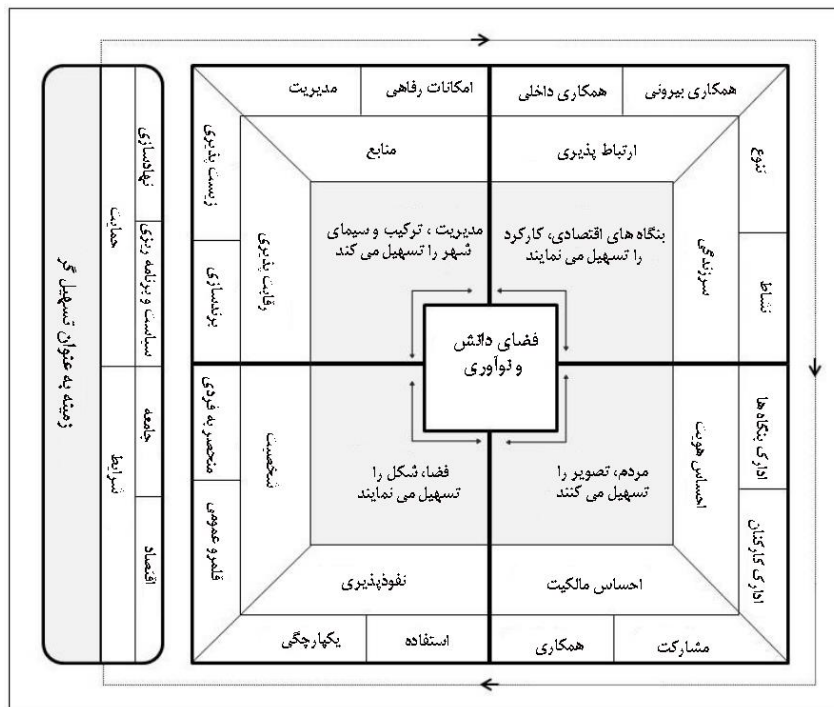 همکاری بیرونی
همکاری داخلی
امکانات رفاهی
مدیریت
ارتباط پذیری
منابع
تنوع
نشاط
سرزندگی
بنگاه های اقتصادی، کارکرد
را تسهیل می نمایند
مدیریت ، ترکیب و سیمای
شهر را تسهیل می کند
رقابت پذیری
زیست پذیری
برندسازی
فضای دانش
و نوآوری
ادارک بنگاه ها
ادارک کارکنان
احساس هویت
مردم، تصویر را
تسهیل می کنند
فضا، شکل را
تسهیل می نمایند
شخصیت
منحصر به فردی
قلمرو عمومی
احساس مالکیت
نفوذپذیری
مشارکت
همکاری
استفاده
یکپارچگی
نهادسازی
سیاست و برنامه ریزی
جامعه
اقتصاد
حمایت
شرایط
زمینه به عنوان تسهیل گر